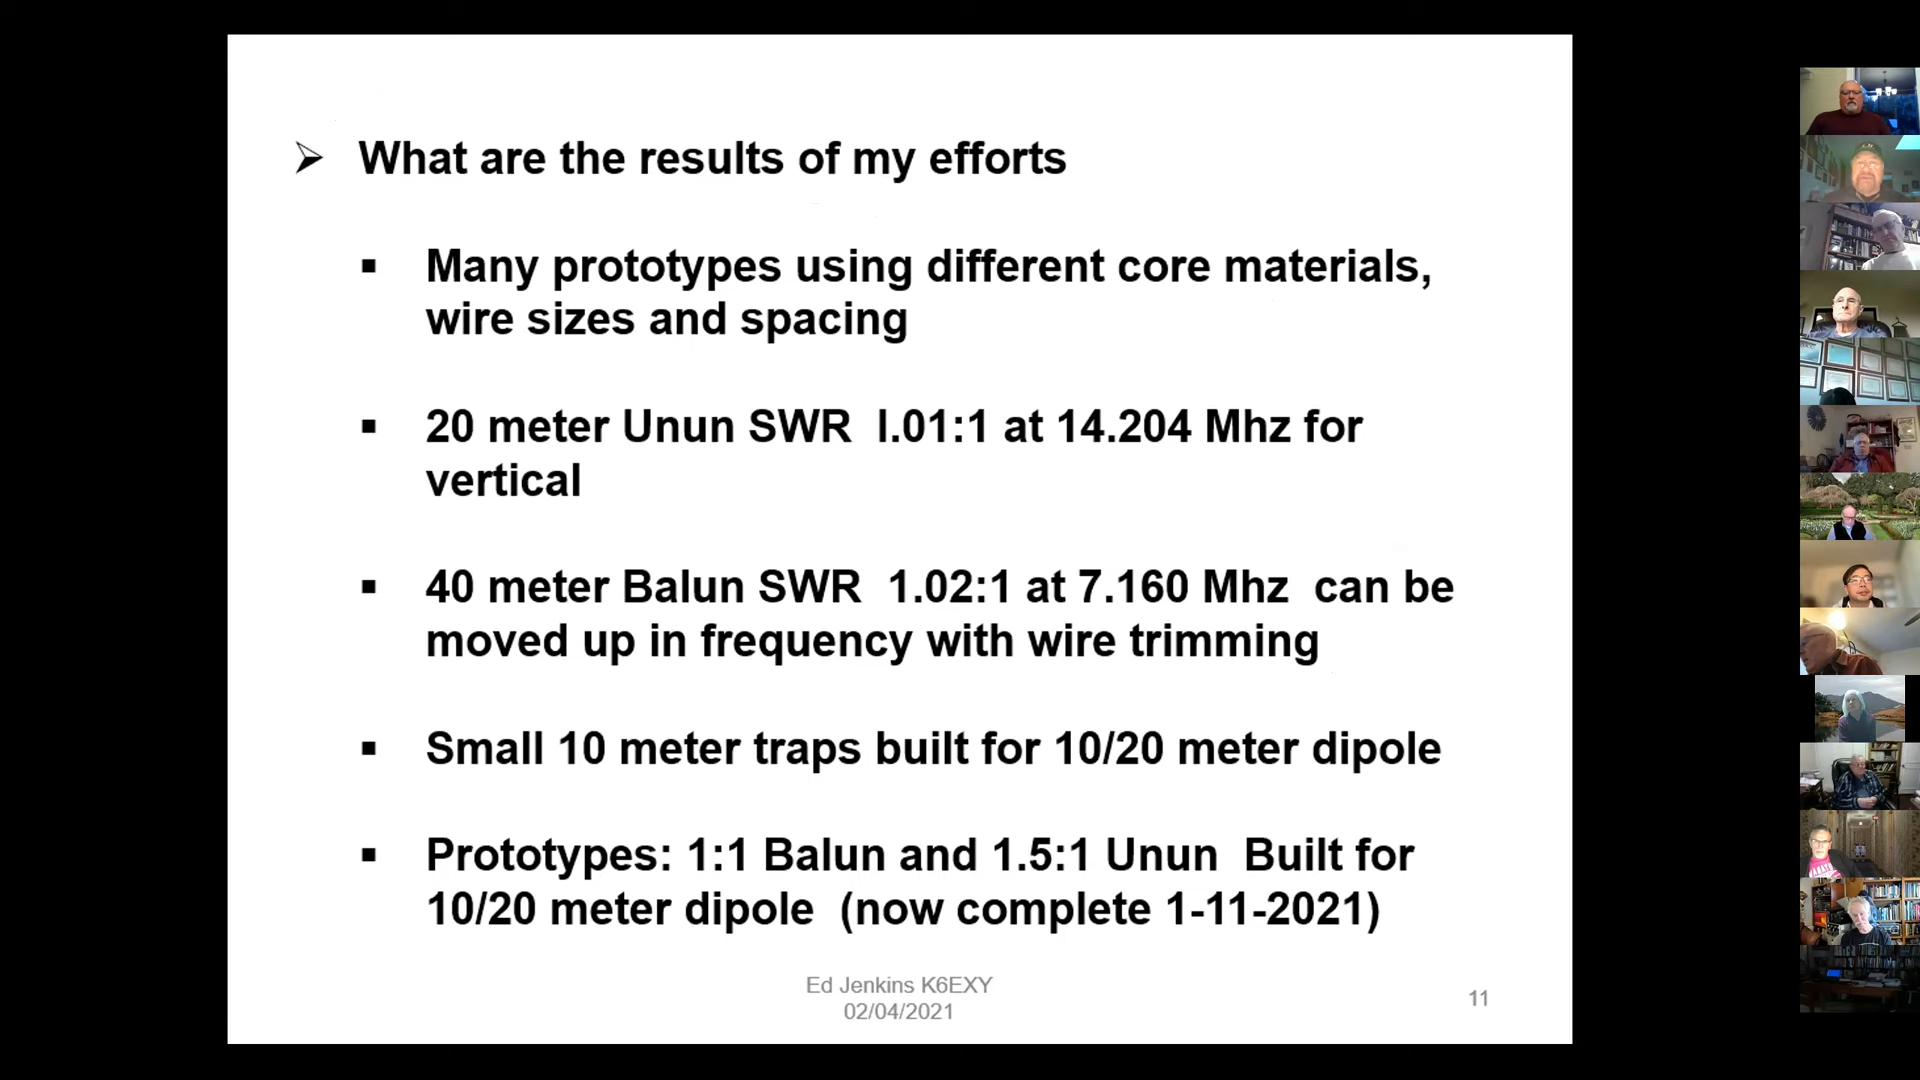 What are the results of my efforts
Many prototypes using different core materials,
wire sizes and spacing
20 meter Unun SWR l.01:1 at 14.204 Mhz for
vertical
40 meter Balun SWR 1.02:1 at 7.160 Mhz can be
moved up in frequency with wire trimming
Small 10 meter traps built for 10/20 meter dipole
Prototypes: 1:1 Balun and 1.5:1 Unun Built for
10/20 meter dipole (now complete 1-11-2021)
Ed Jenkins K6EXY
02/04/2021
11